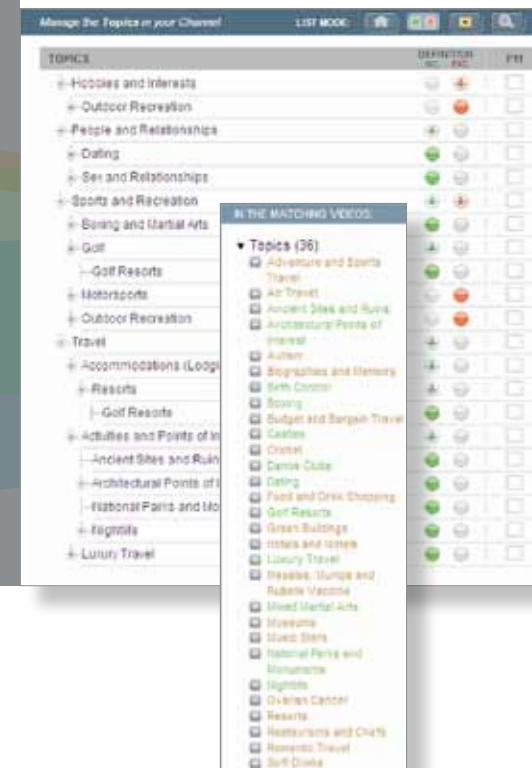 Manage the Topics in your Channel
LIST MODE:
TOPICS
DEFINITION
INC. EXC.
PM
Hobbies and Interests
Outdoor Recreation
People and Relationships
Dating
Sex and Relationships
Sports and Recreation
Boxing and Martial Arts
Golf
Golf Resorts
Motorsports
Outdoor Recreation
Travel
Accommodations (Lodgi
Resorts
Golf Resorts
Activities and Points of In
Ancient Sites and Ruin
Architectural Points of I
National Parks and Mo
Nightlife
Luxury Travel
IN THE MATCHING VIDEOS:
Topics (36)
Adventure and Sports
Travel
Air Travel
Ancient Sites and Ruins
Architectural Points of
Interest
Autism
Biographies and Memoirs
Birth Control
Boxing
Budget and Bargain Travel
Castles
Cricket
Dance Clubs
Dating
Food and Drink Shopping
Golf Resorts
Green Buildings
Hotels and Motels
Luxury Travel
Measles, Mumps and
Rubella Vaccine
Mixed Martial Arts
Museums
Music Stars
National Parks and
Monuments
Nightlife
Ovarian Cancer
Resorts
Restaurants and Chefs
Romantic Travel
Soft Drinks